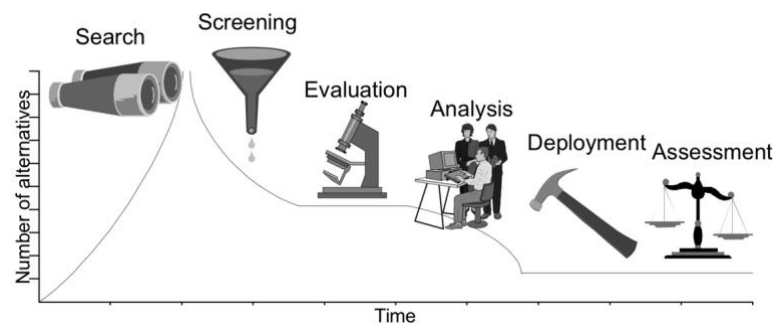 Search
Screening
Evaluation
Analysis
Deployment
Assessment
Number of alternatives
Time